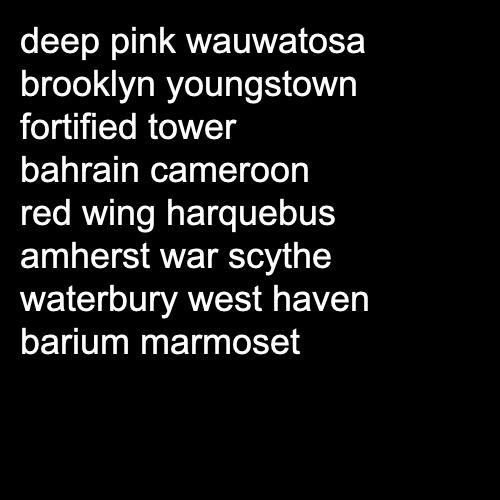 deep pink wauwatosa
brooklyn youngstown
fortified tower
bahrain cameroon
red wing harquebus
amherst war scythe
waterbury west haven
barium marmoset